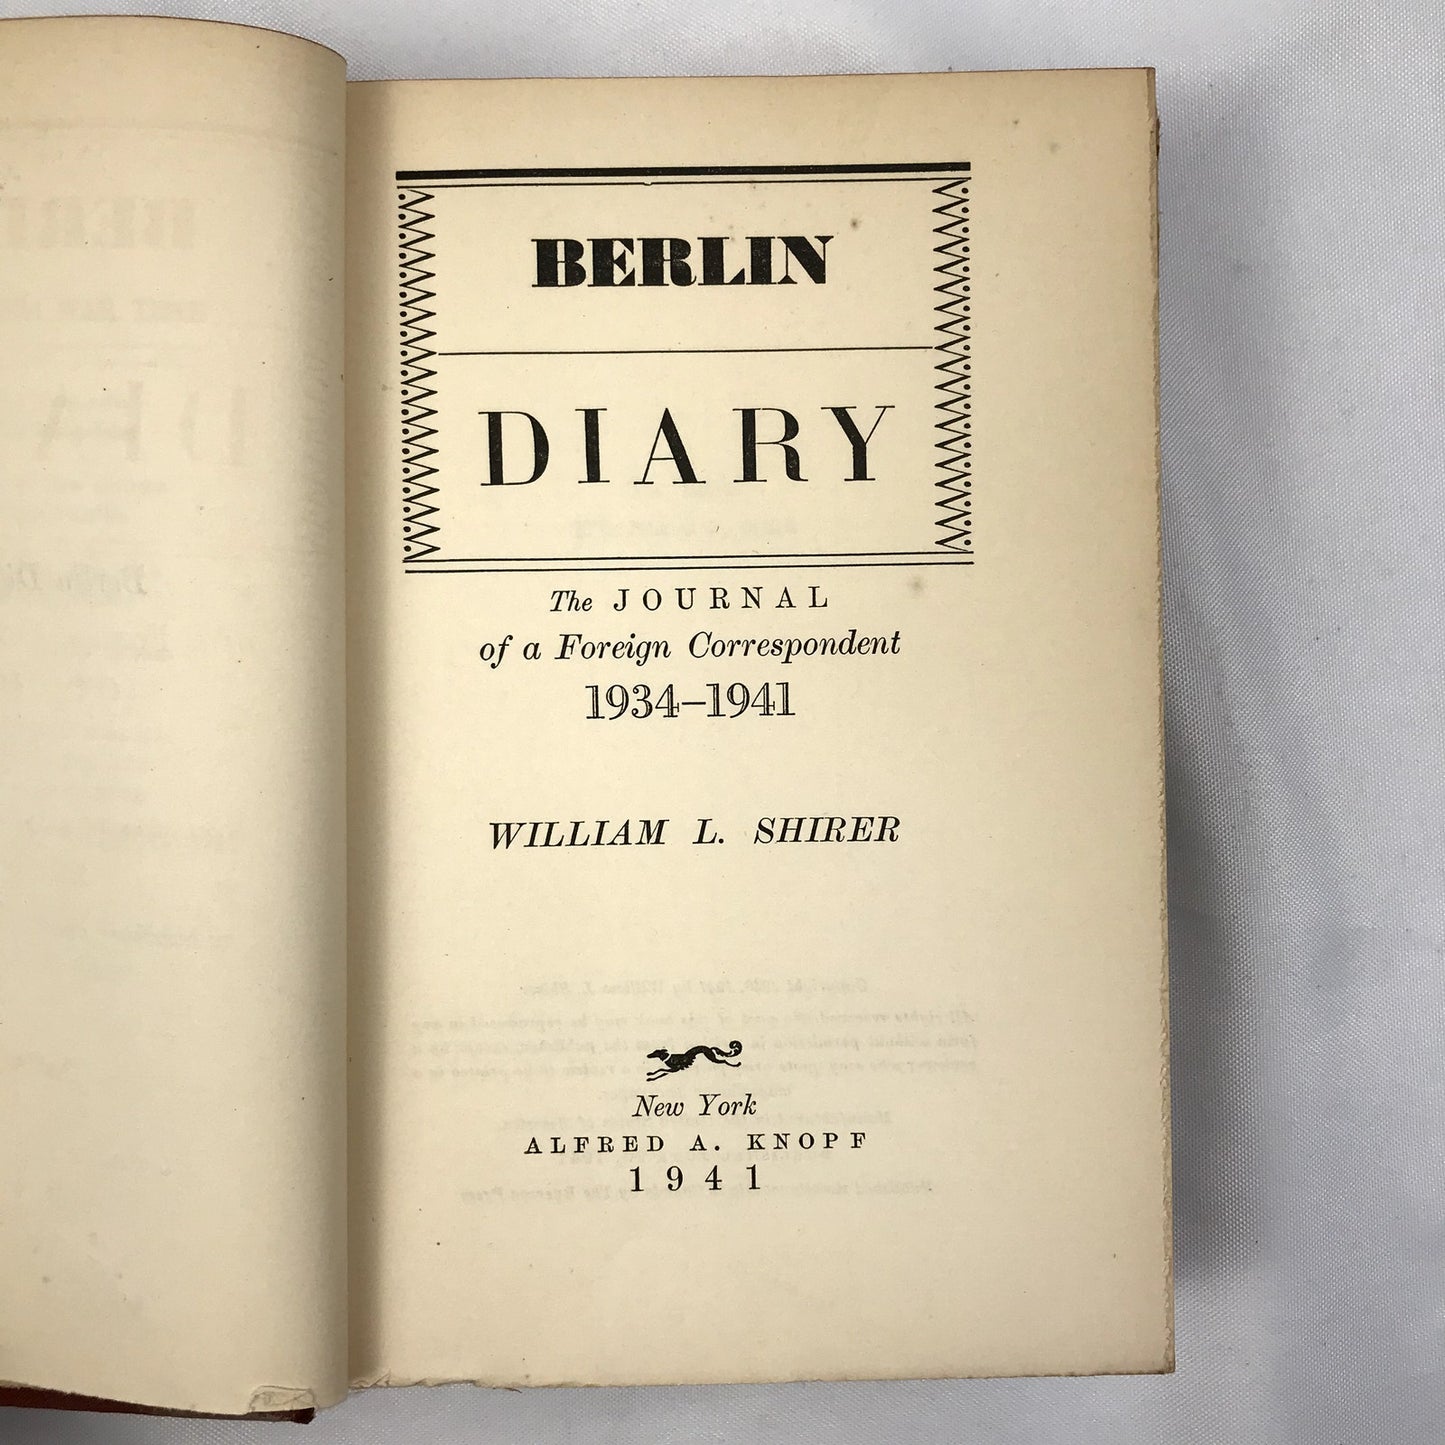 BERLIN
DIARY
The JOURNAL
of a Foreign Correspondent
1934–1941
WILLIAM L. SHIRER
New York
ALFRED A. KNOPF
1941